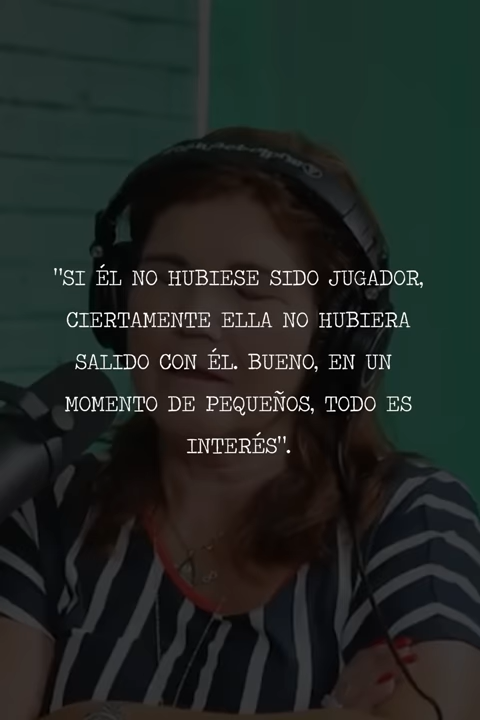 "SI ÉL NO HUBIESE SIDO JUGADOR,
CIERTAMENTE ELLA NO HUBIERA
SALIDO CON ÉL. BUENO, EN UN
MOMENTO DE PEQUEÑOS, TODO ES
INTERÉS".